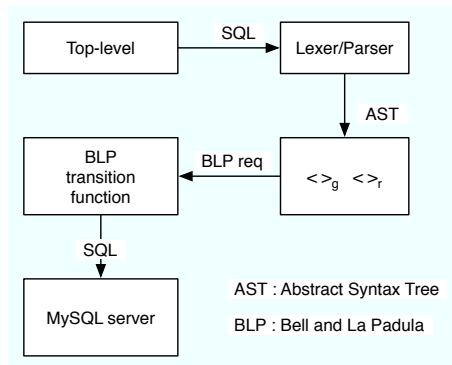 Top-level
SQL
Lexer/Parser
AST
< >g < >r
BLP req
BLP
transition
function
SQL
MySQL server
AST : Abstract Syntax Tree
BLP : Bell and La Padula